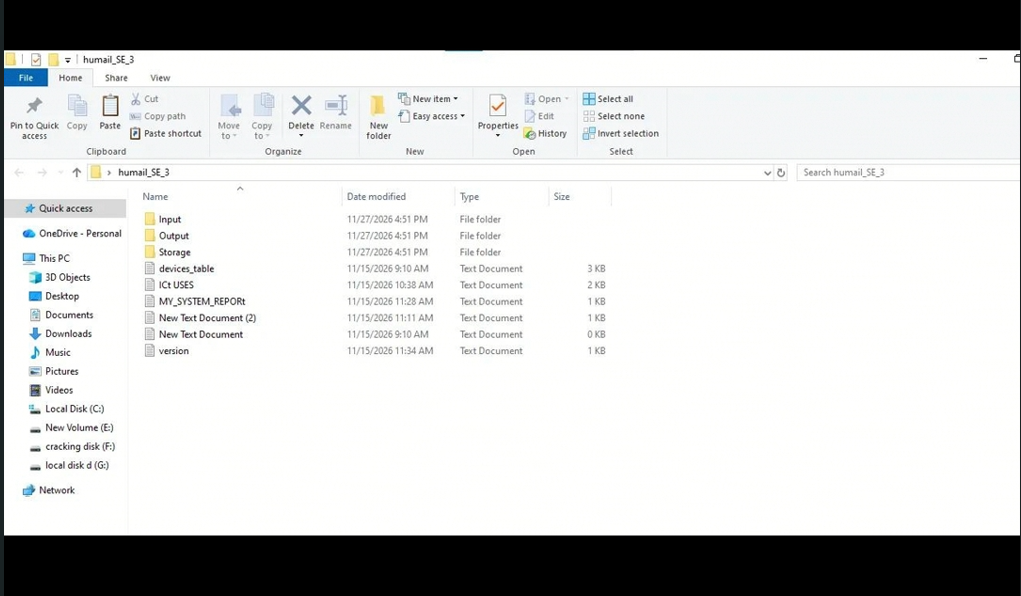 humail_SE_3
File Home Share View
Pin to Quick access
Copy
Paste
Cut
Copy path
Paste shortcut
Clipboard
Move to
Copy to
Delete
Rename
Organize
New folder
New item
Easy access
New
Properties
Open
Edit
History
Open
Select all
Select none
Invert selection
Select
humail_SE_3
Search humail_SE_3
Name Date modified Type Size
Quick access
OneDrive - Personal
This PC
3D Objects
Desktop
Documents
Downloads
Music
Pictures
Videos
Local Disk (C:)
New Volume (E:)
cracking disk (F:)
local disk d (G:)
Network
Input 11/27/2026 4:51 PM File folder
Output 11/27/2026 4:51 PM File folder
Storage 11/27/2026 4:51 PM File folder
devices_table 11/15/2026 9:10 AM Text Document 3 KB
ICt USES 11/15/2026 10:38 AM Text Document 2 KB
MY_SYSTEM_REPORt 11/15/2026 11:28 AM Text Document 1 KB
New Text Document (2) 11/15/2026 11:11 AM Text Document 1 KB
New Text Document 11/15/2026 9:10 AM Text Document 0 KB
version 11/15/2026 11:34 AM Text Document 1 KB